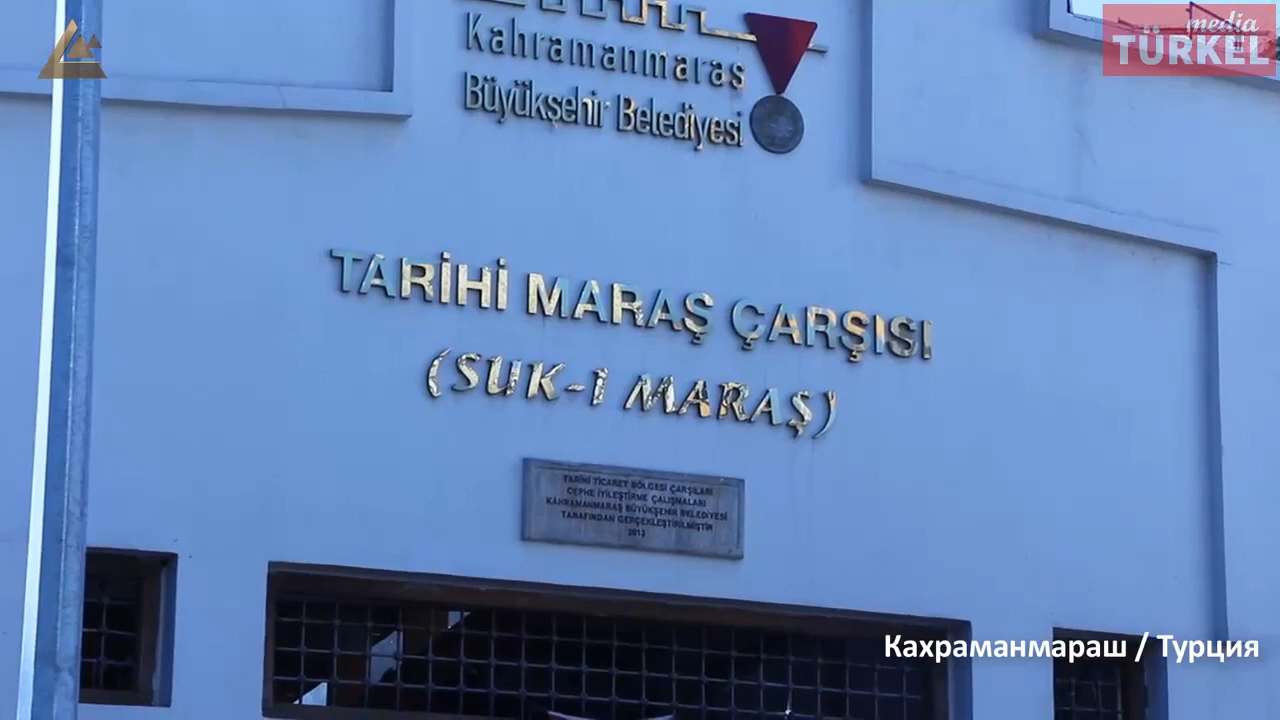 media
TÜRKEL
Kahramanmaraş
Büyükşehir Belediyesi
TARİHİ MARAŞ ÇARŞISI
(SUK-I MARAŞ)
TARİHİ TİCARET BÖLGESİ ÇARŞILARI
CEPHE İYİLEŞTİRME ÇALIŞMALARI
KAHRAMANMARAŞ BÜYÜKŞEHİR BELEDİYESİ
TARAFINDAN GERÇEKLEŞTİRİLMİŞTİR
2013
Кахраманмараш / Турция